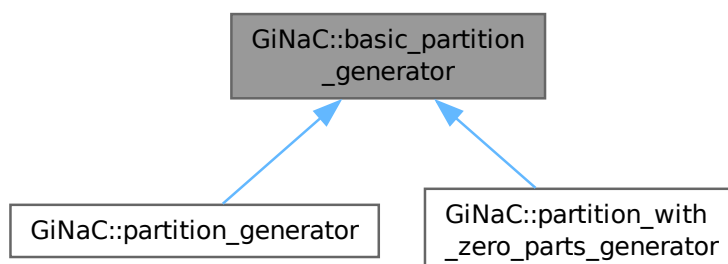 GiNaC::basic_partition
_generator
GiNaC::partition_generator
GiNaC::partition_with
_zero_parts_generator